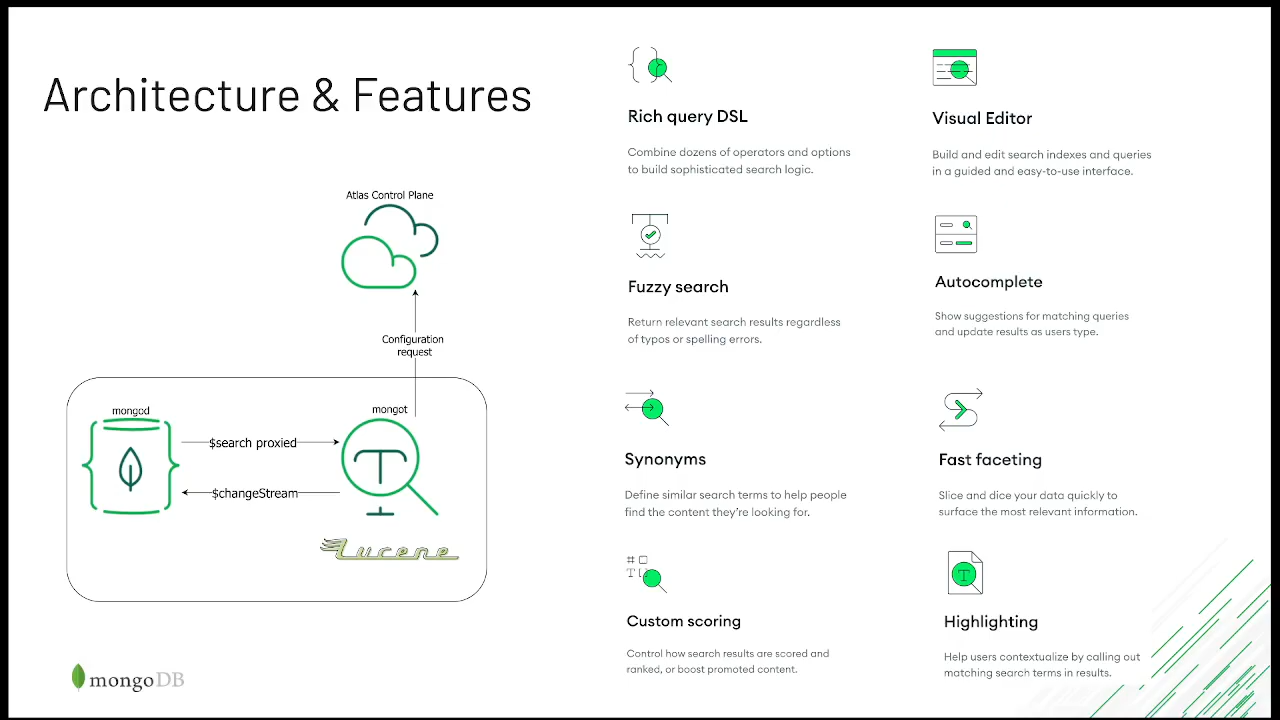 Architecture & Features
Atlas Control Plane
Configuration
request
mongod
mongot
$search proxied
$changeStream
Lucene
mongoDB
Rich query DSL
Combine dozens of operators and options
to build sophisticated search logic.
Visual Editor
Build and edit search indexes and queries
in a guided and easy-to-use interface.
Fuzzy search
Return relevant search results regardless
of typos or spelling errors.
Autocomplete
Show suggestions for matching queries
and update results as users type.
Synonyms
Define similar search terms to help people
find the content they're looking for.
Fast faceting
Slice and dice your data quickly to
surface the most relevant information.
Custom scoring
Control how search results are scored and
ranked, or boost promoted content.
Highlighting
Help users contextualize by calling out
matching search terms in results.